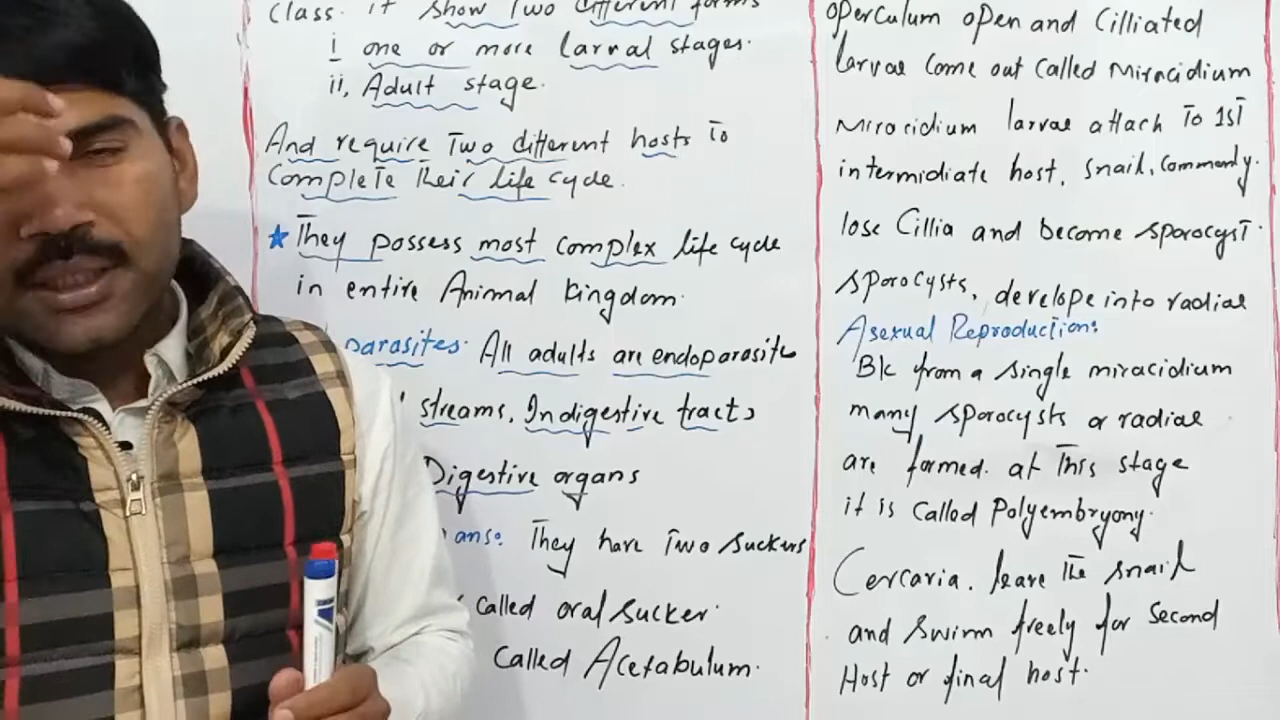 class. it show Two different forms
i one or more larval stages.
ii, Adult stage.
And require Two different hosts To
Complete Their life cycle.
They possess most complex life cycle
in entire Animal kingdom.
parasites. All adults are endoparasite
streams. Indigestive tracts
Digestive organs
ans: They have Two suckers
called oral sucker.
called Acetabulum.
operculum open and Cilliated
larvae come out called Miracidium
Miracidium larvae attach To 1st
intermidiate host, snail, commonly.
lose Cillia and become sporocyst.
sporocysts, develope into radiae
Asexual Reproduction:
B/c from a single miracidium
many sporocysts or radiae
are formed. at This stage
it is called Polyembryony.
Cercaria. leave The snail
and swim freely for second
Host or final host.